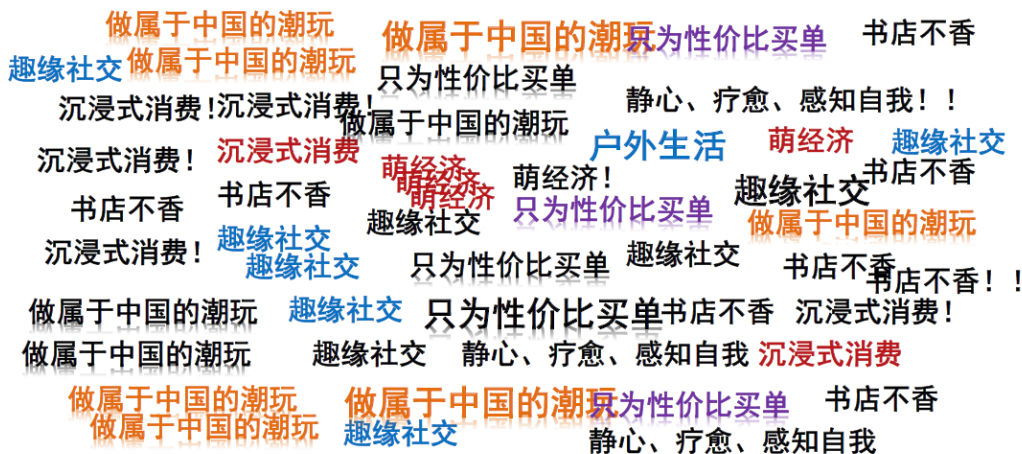 做属于中国的潮玩
做属于中国的潮玩
只为性价比买单
书店不香
趣缘社交
做属于中国的潮玩
只为性价比买单
沉浸式消费!
沉浸式消费!
静心、疗愈、感知自我!!
做属于中国的潮玩
户外生活
萌经济
趣缘社交
沉浸式消费!
沉浸式消费
萌经济
萌经济
萌经济
萌经济!
书店不香
趣缘社交
书店不香
书店不香
只为性价比买单
趣缘社交
做属于中国的潮玩
沉浸式消费!
趣缘社交
趣缘社交
只为性价比买单
趣缘社交
书店不香
书店不香!!
做属于中国的潮玩
趣缘社交
只为性价比买单
书店不香
沉浸式消费!
做属于中国的潮玩
趣缘社交
静心、疗愈、感知自我
沉浸式消费
做属于中国的潮玩
做属于中国的潮玩
只为性价比买单
书店不香
做属于中国的潮玩
趣缘社交
静心、疗愈、感知自我